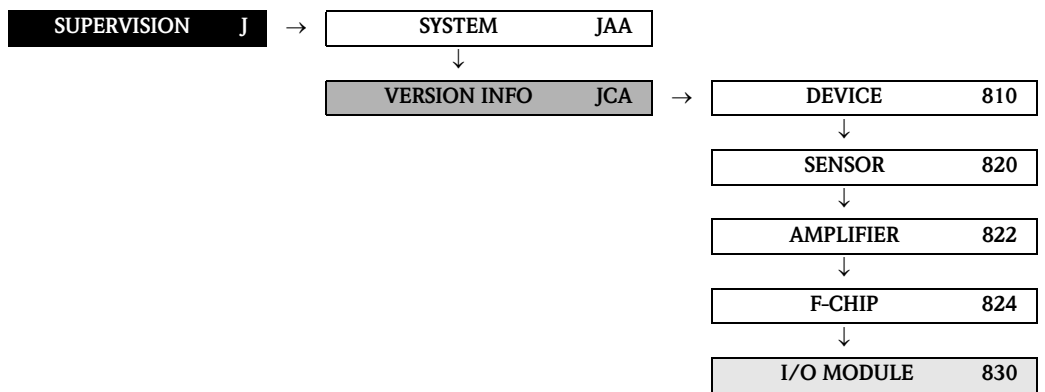 SUPERVISION J → SYSTEM JAA
↓
VERSION INFO JCA → DEVICE 810
↓
SENSOR 820
↓
AMPLIFIER 822
↓
F-CHIP 824
↓
I/O MODULE 830